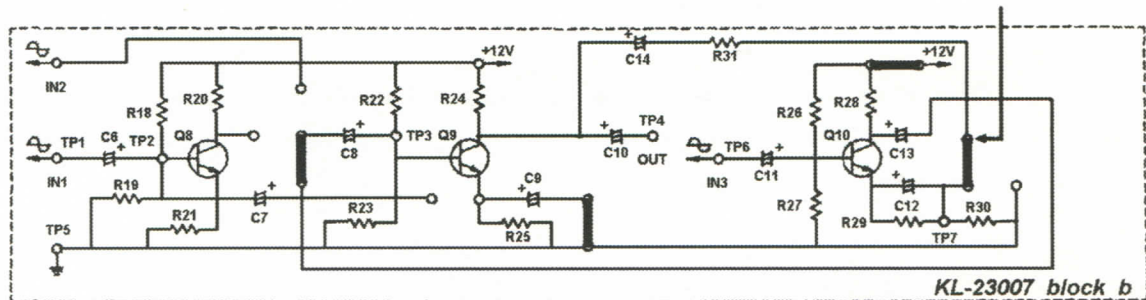 +12V
C14
R31
+12V
IN2
R18
R20
R22
R24
R26
R28
TP1
C6
TP2
Q8
C8
TP3
Q9
C10
TP4
OUT
TP6
C11
Q10
C13
IN1
IN3
R19
C7
C9
R27
C12
R30
R21
R23
R25
R29
TP5
TP7
KL-23007 block b